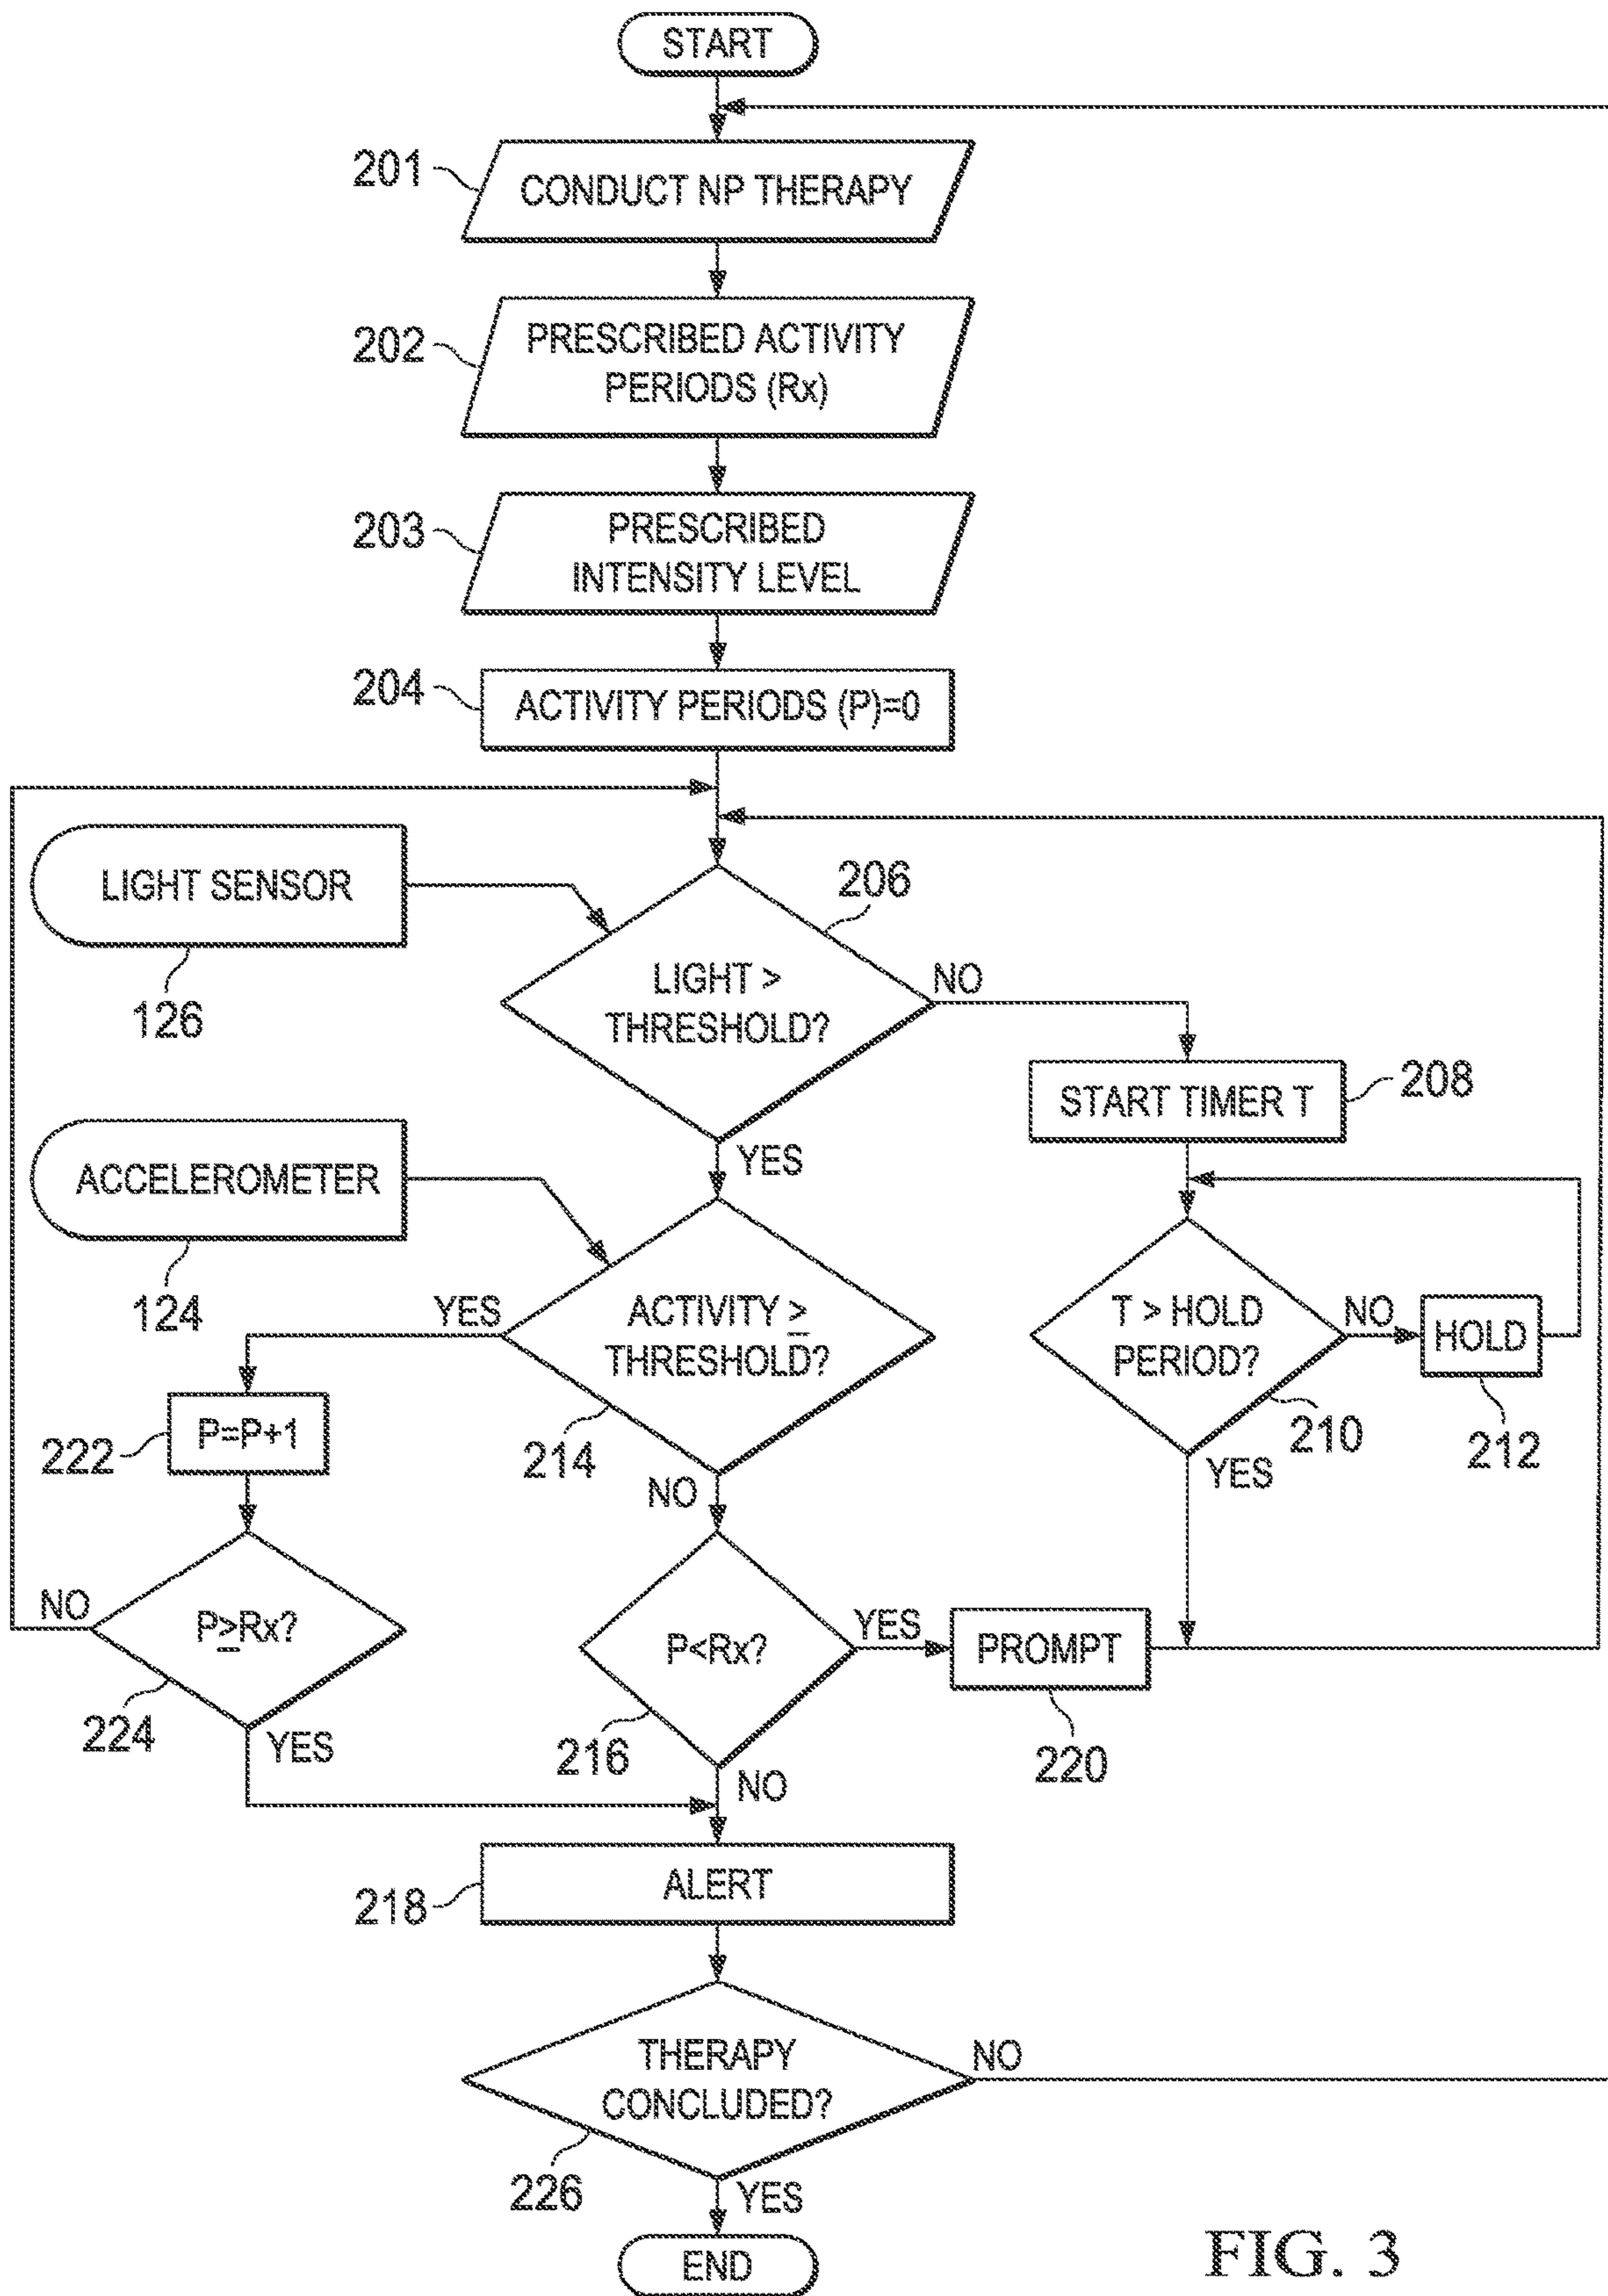 START
201
CONDUCT NP THERAPY
202
PRESCRIBED ACTIVITY
PERIODS (Rx)
203
PRESCRIBED
INTENSITY LEVEL
204
ACTIVITY PERIODS (P)=0
LIGHT SENSOR
126
206
LIGHT >
THRESHOLD?
NO
YES
START TIMER T
208
ACCELEROMETER
124
ACTIVITY ≥
THRESHOLD?
YES
214
NO
T > HOLD
PERIOD?
NO
HOLD
210
212
YES
222
P=P+1
NO
P≥Rx?
224
YES
P<Rx?
YES
216
NO
PROMPT
220
218
ALERT
THERAPY
CONCLUDED?
NO
226
YES
END
FIG. 3